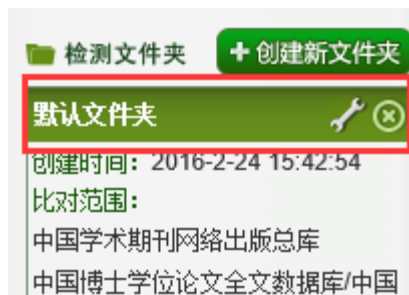 检测文件夹 + 创建新文件夹
默认文件夹
创建时间：2016-2-24 15:42:54
比对范围：
中国学术期刊网络出版总库
中国博士学位论文全文数据库/中国